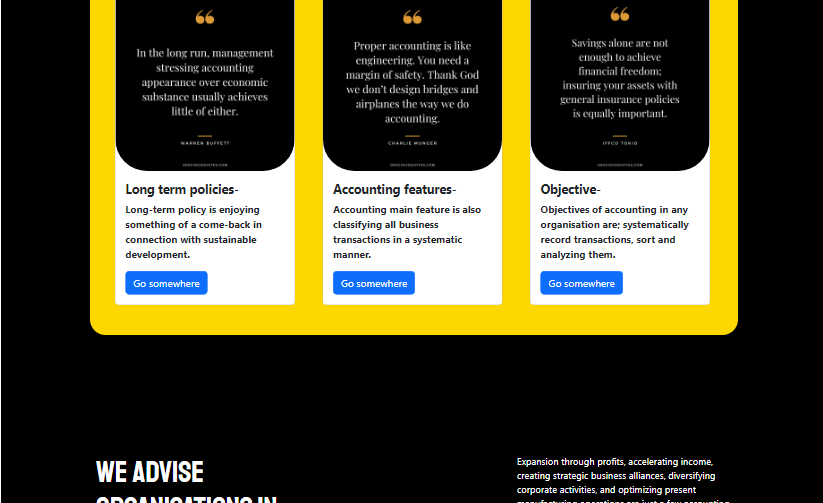 In the long run, management
stressing accounting
appearance over economic
substance usually achieves
little of either.
WARREN BUFFETT
Long term policies-
Long-term policy is enjoying
something of a come-back in
connection with sustainable
development.
Go somewhere
Proper accounting is like
engineering. You need a
margin of safety. Thank God
we don't design bridges and
airplanes the way we do
accounting.
CHARLIE MUNGER
Accounting features-
Accounting main feature is also
classifying all business
transactions in a systematic
manner.
Go somewhere
Savings alone are not
enough to achieve
financial freedom;
insuring your assets with
general insurance policies
is equally important.
IFFCO TOKIO
Objective-
Objectives of accounting in any
organisation are; systematically
record transactions, sort and
analyzing them.
Go somewhere
WE ADVISE
ORGANISATIONS IN
Expansion through profits, accelerating income,
creating strategic business alliances, diversifying
corporate activities, and optimizing present
manufacturing operations are just a few accounting